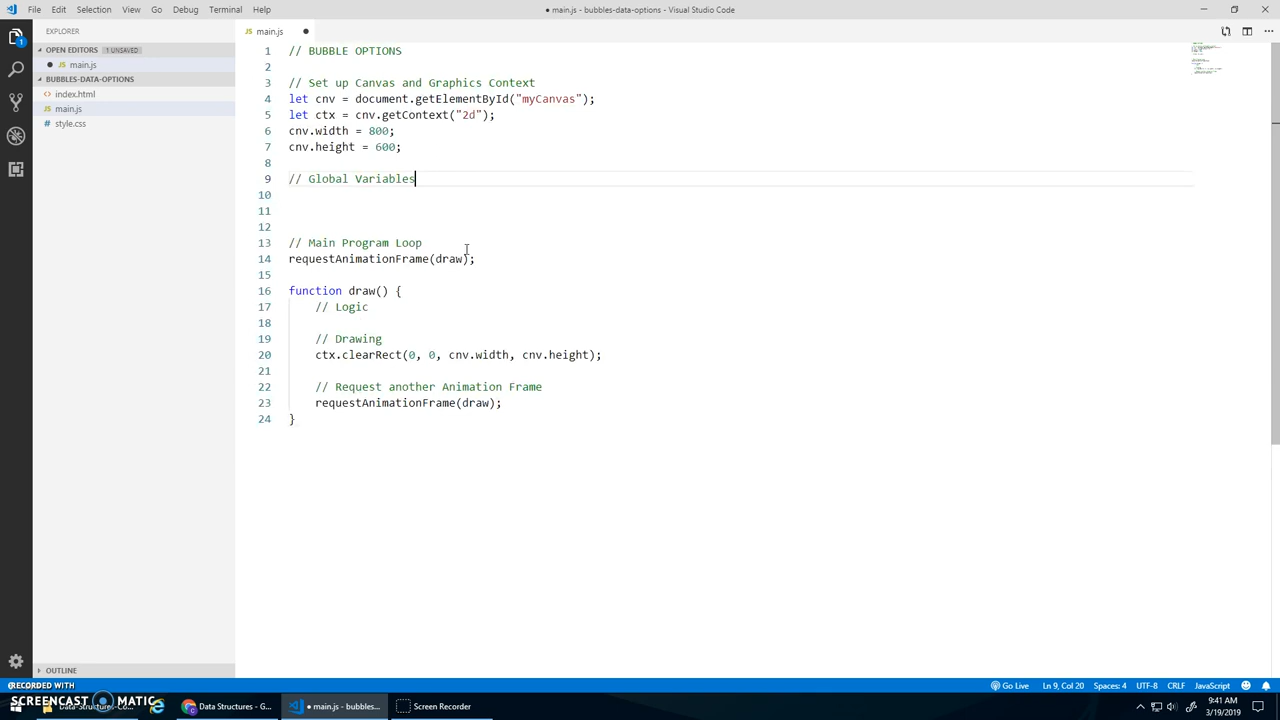 File Edit Selection View Go Debug Terminal Help
● main.js - bubbles-data-options - Visual Studio Code
EXPLORER
OPEN EDITORS 1 UNSAVED
main.js
BUBBLES-DATA-OPTIONS
<> index.html
JS main.js
# style.css
OUTLINE
JS main.js ●
1 // BUBBLE OPTIONS
2
3 // Set up Canvas and Graphics Context
4 let cnv = document.getElementById("myCanvas");
5 let ctx = cnv.getContext("2d");
6 cnv.width = 800;
7 cnv.height = 600;
8
9 // Global Variables
10
11
12
13 // Main Program Loop
14 requestAnimationFrame(draw);
15
16 function draw() {
17 // Logic
18
19 // Drawing
20 ctx.clearRect(0, 0, cnv.width, cnv.height);
21
22 // Request another Animation Frame
23 requestAnimationFrame(draw);
24 }
Go Live Ln 9, Col 20 Spaces: 4 UTF-8 CRLF JavaScript
RECORDED WITH
SCREENCAST MATIC
Data Structures - G...
● main.js - bubbles...
Screen Recorder
9:41 AM
3/19/2019